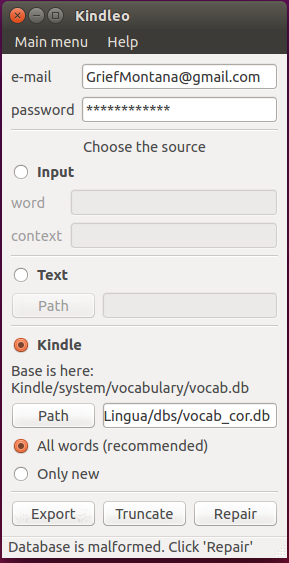 Kindleo
Main menu Help
e-mail GriefMontana@gmail.com
password ************
Choose the source
Input
word
context
Text
Path
Kindle
Base is here:
Kindle/system/vocabulary/vocab.db
Path Lingua/dbs/vocab_cor.db
All words (recommended)
Only new
Export Truncate Repair
Database is malformed. Click 'Repair'